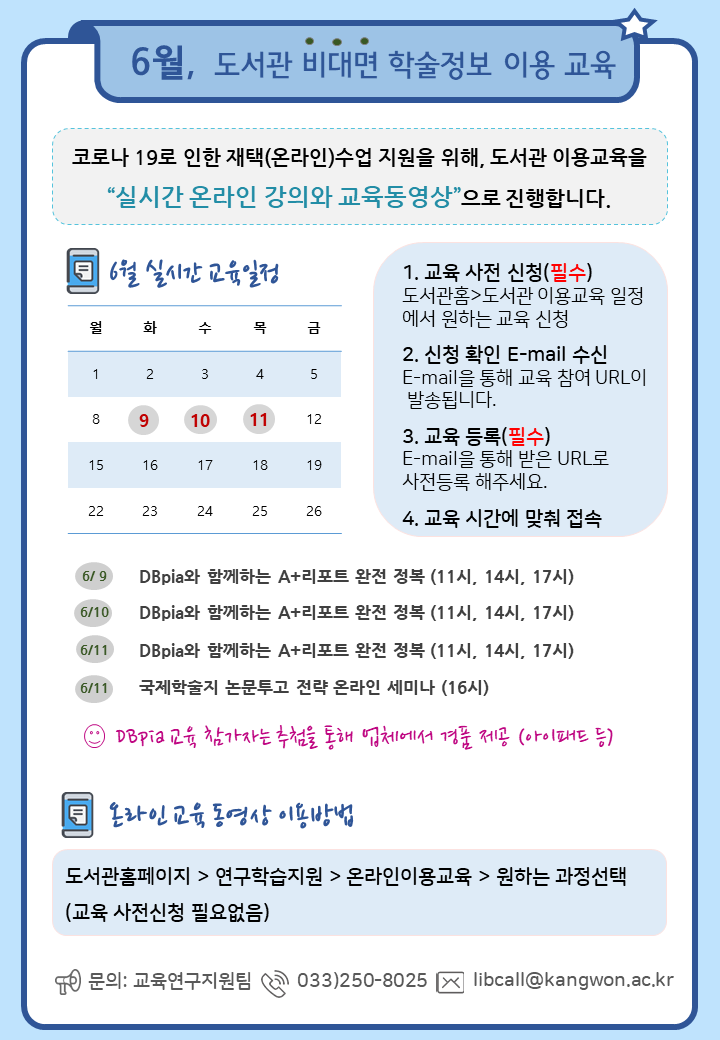 6월, 도서관 비대면 학술정보 이용 교육
코로나 19로 인한 재택(온라인)수업 지원을 위해, 도서관 이용교육을
“실시간 온라인 강의와 교육동영상”으로 진행합니다.
6월 실시간 교육일정
월 화 수 목 금
1 2 3 4 5
8 9 10 11 12
15 16 17 18 19
22 23 24 25 26
1. 교육 사전 신청(필수)
도서관홈>도서관 이용교육 일정
에서 원하는 교육 신청
2. 신청 확인 E-mail 수신
E-mail을 통해 교육 참여 URL이
발송됩니다.
3. 교육 등록(필수)
E-mail을 통해 받은 URL로
사전등록 해주세요.
4. 교육 시간에 맞춰 접속
6/ 9 DBpia와 함께하는 A+리포트 완전 정복 (11시, 14시, 17시)
6/10 DBpia와 함께하는 A+리포트 완전 정복 (11시, 14시, 17시)
6/11 DBpia와 함께하는 A+리포트 완전 정복 (11시, 14시, 17시)
6/11 국제학술지 논문투고 전략 온라인 세미나 (16시)
DBpia 교육 참가자는 추첨을 통해 업체에서 경품 제공 (아이패드 등)
온라인 교육 동영상 이용방법
도서관홈페이지 > 연구학습지원 > 온라인이용교육 > 원하는 과정선택
(교육 사전신청 필요없음)
문의: 교육연구지원팀 033)250-8025 libcall@kangwon.ac.kr